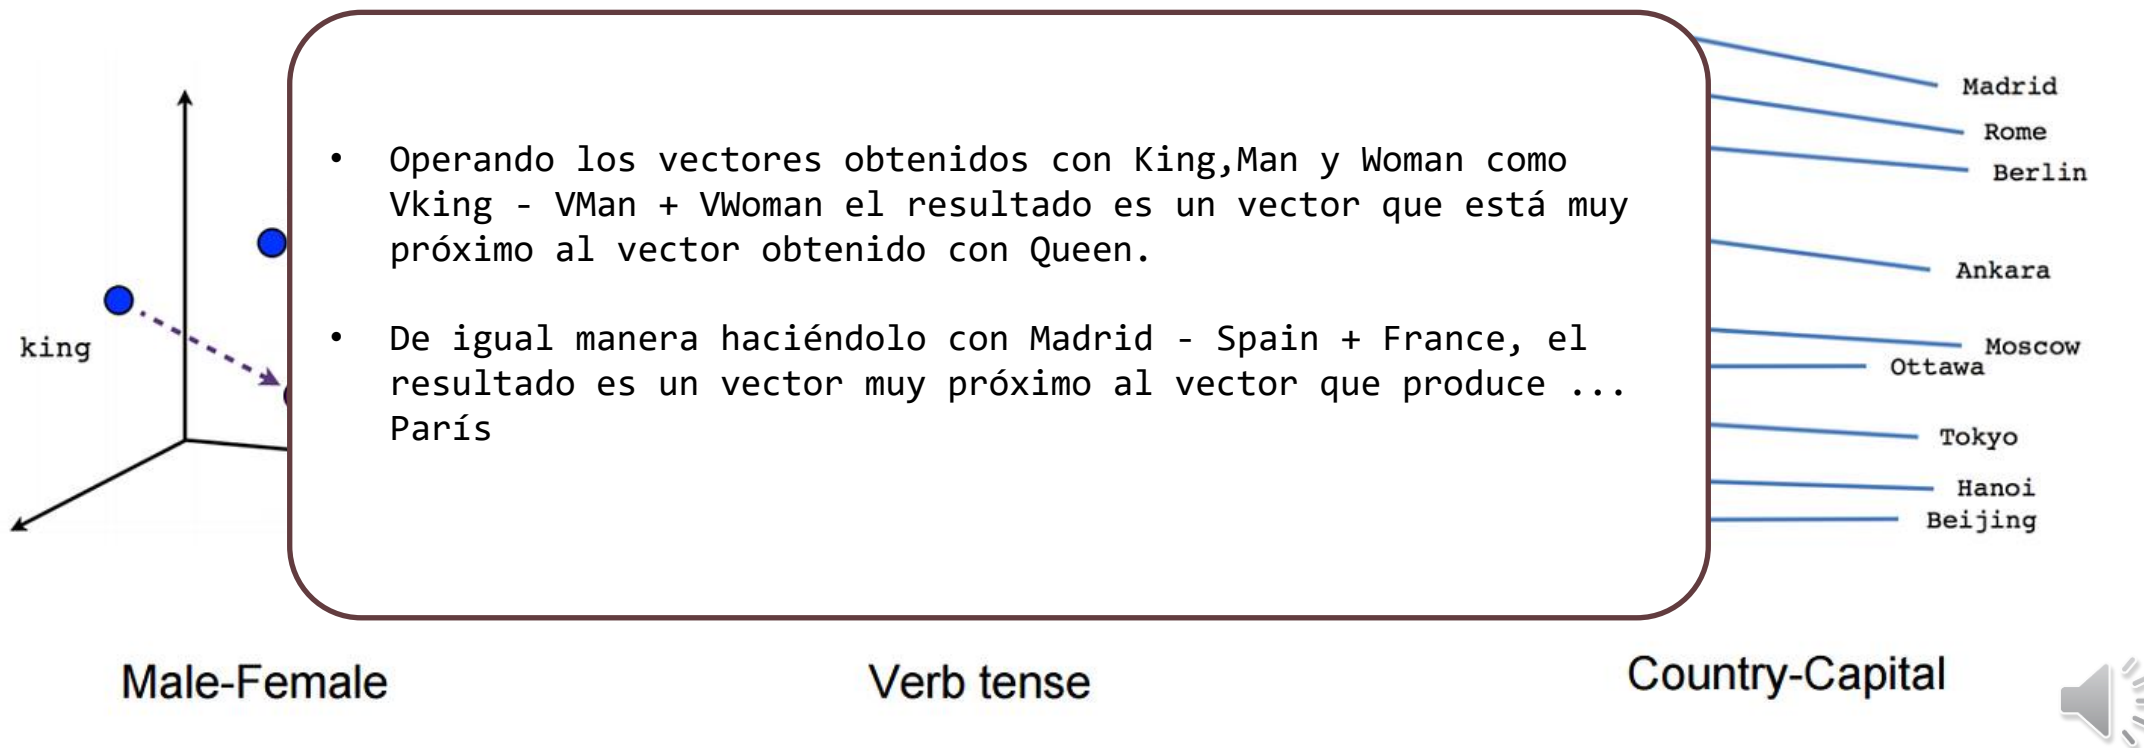 king
• Operando los vectores obtenidos con King,Man y Woman como
Vking - VMan + VWoman el resultado es un vector que está muy
próximo al vector obtenido con Queen.
• De igual manera haciéndolo con Madrid - Spain + France, el
resultado es un vector muy próximo al vector que produce ...
París
Madrid
Rome
Berlin
Ankara
Moscow
Ottawa
Tokyo
Hanoi
Beijing
Male-Female
Verb tense
Country-Capital